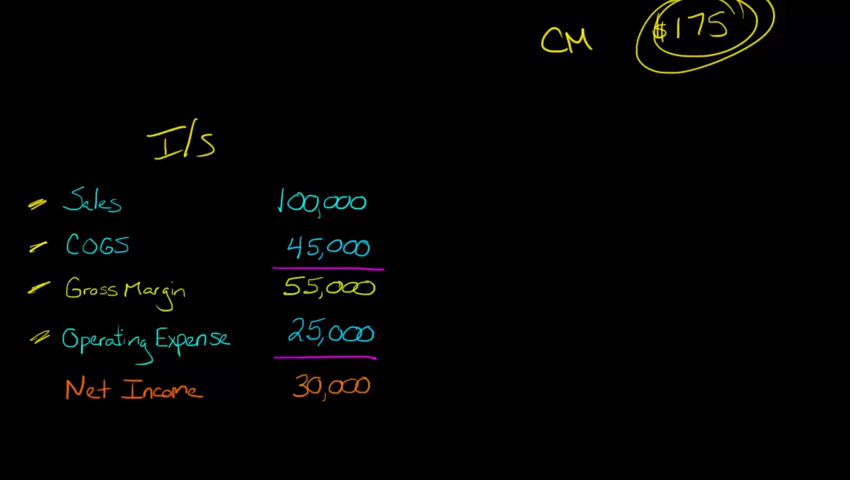 CM $175
I/S
Sales 100,000
COGS 45,000
Gross Margin 55,000
Operating Expense 25,000
Net Income 30,000